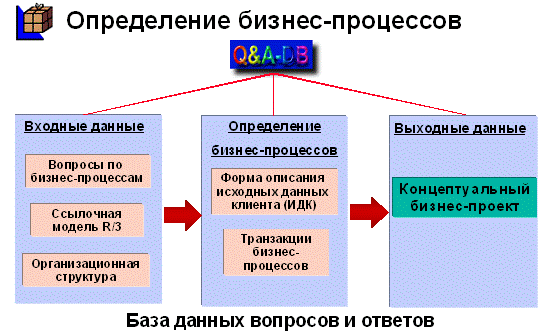 Определение бизнес-процессов
Q&A-DB
Входные данные
Вопросы по
бизнес-процессам
Ссылочная
модель R/3
Организационная
структура
Определение
бизнес-процессов
Форма описания
исходных данных
клиента (ИДК)
Транзакции
бизнес-
процессов
Выходные данные
Концептуальный
бизнес-проект
База данных вопросов и ответов